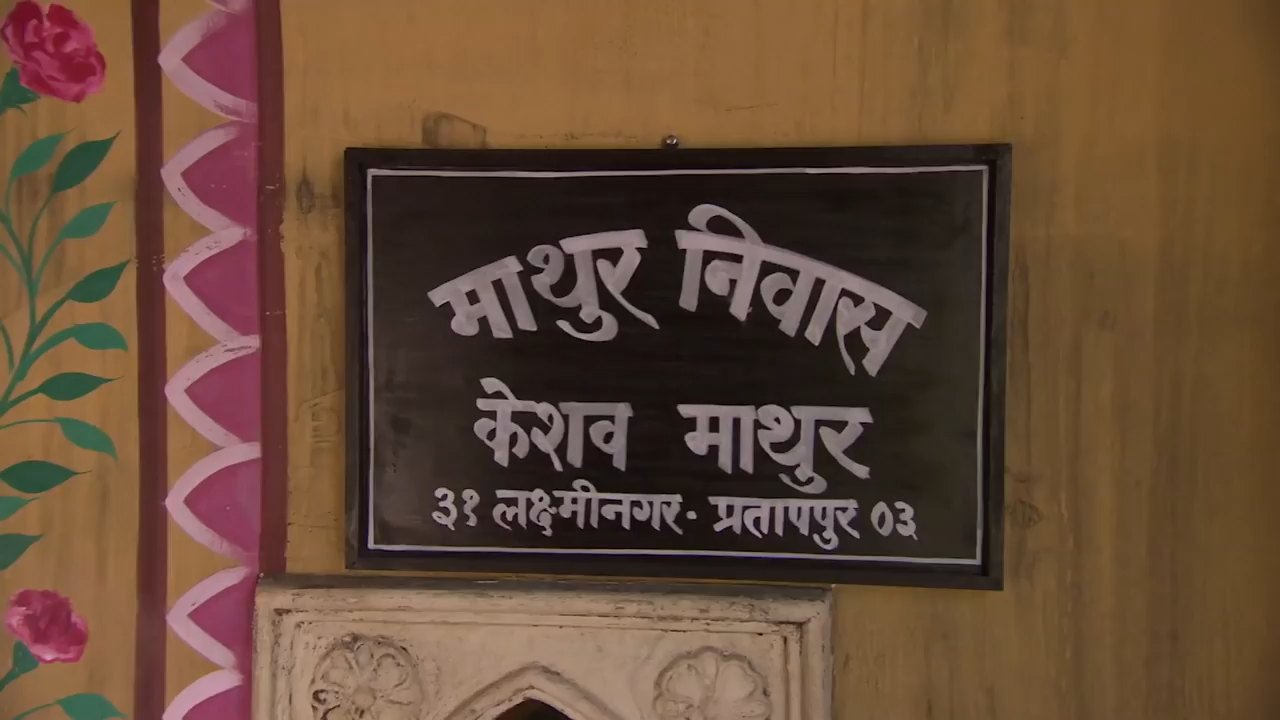 माथुर निवास
केशव माथुर
३१ लक्ष्मीनगर- प्रतापपुर ०३